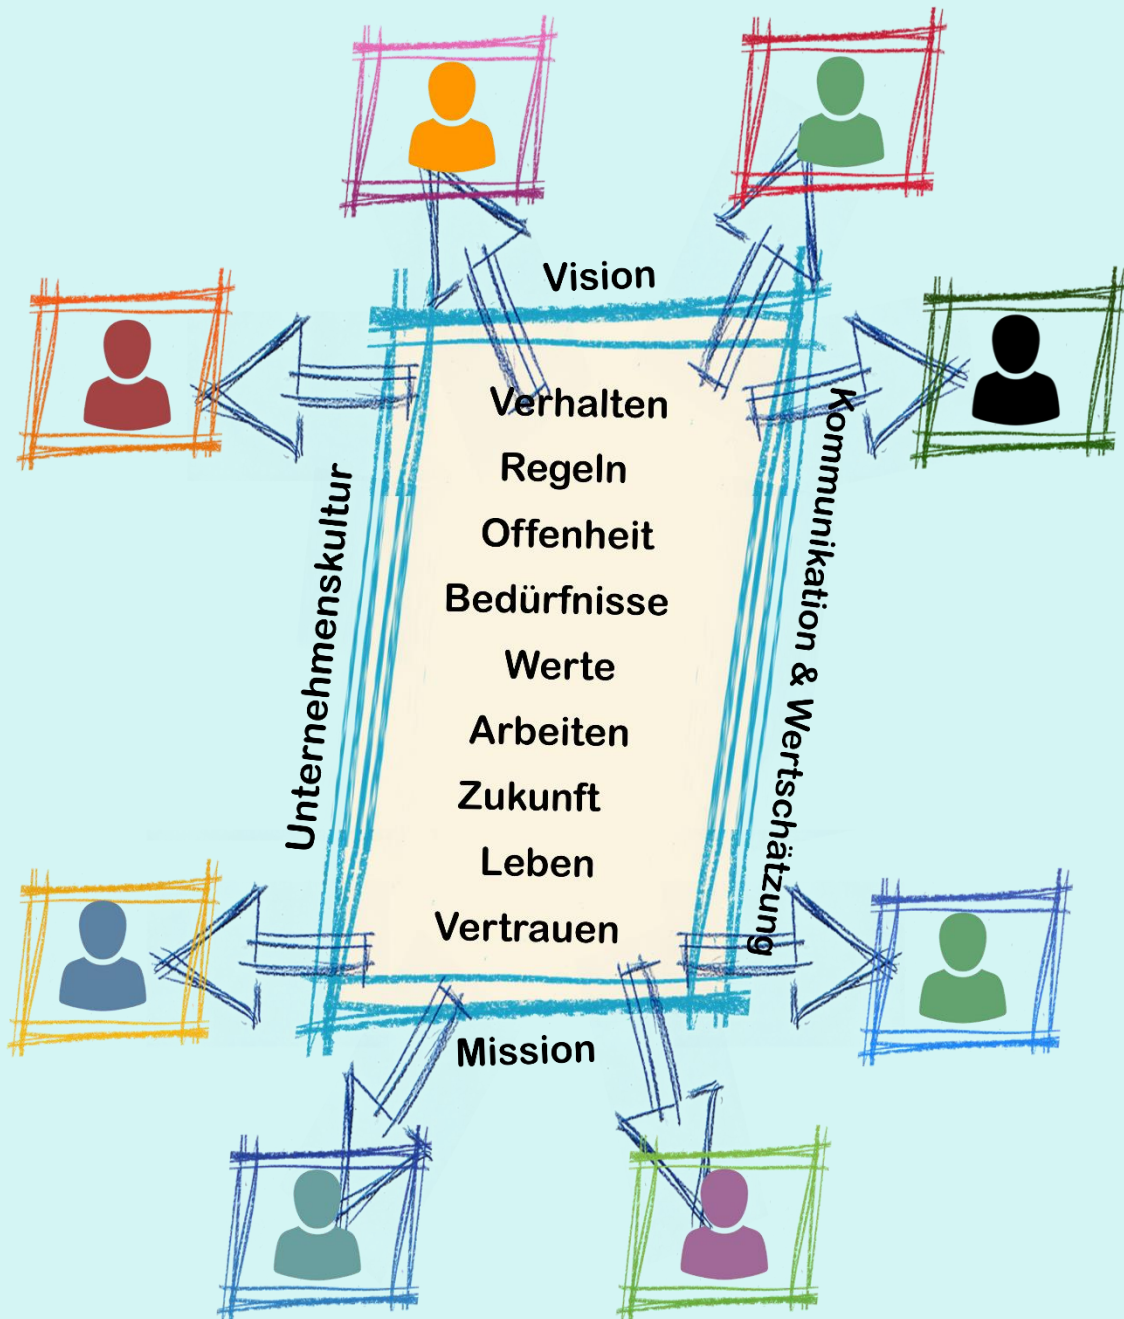 Vision
Verhalten
Regeln
Offenheit
Bedürfnisse
Werte
Arbeiten
Zukunft
Leben
Vertrauen
Unternehmenskultur
Kommunikation & Wertschätzung
Mission